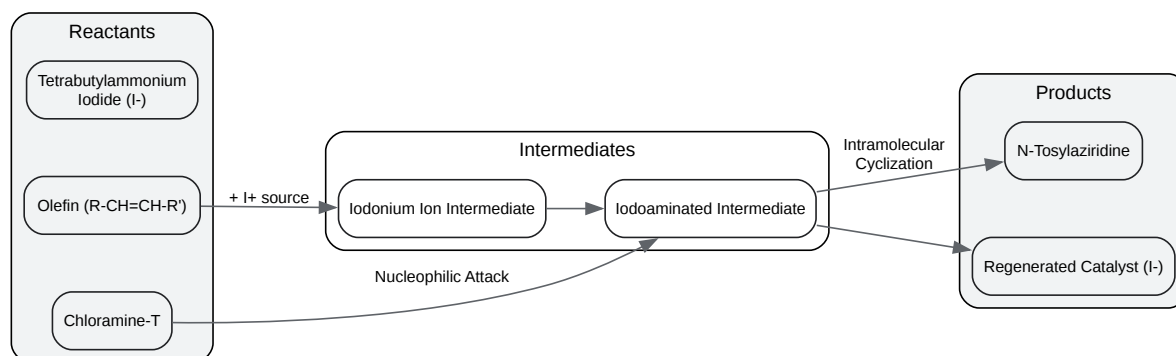 Reactants
Tetrabutylammonium
Iodide (I-)
Olefin (R-CH=CH-R')
Chloramine-T
+ I+ source
Nucleophilic Attack
Intermediates
Iodonium Ion Intermediate
Iodoaminated Intermediate
Intramolecular
Cyclization
Products
N-Tosylaziridine
Regenerated Catalyst (I-)